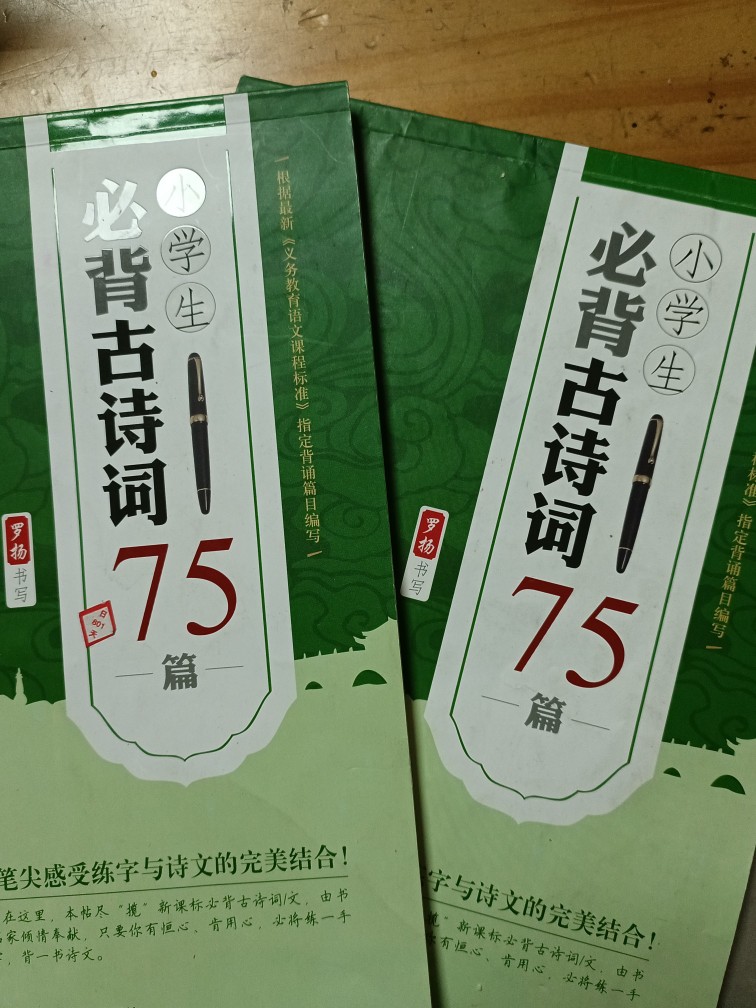 小学生
必背古诗词
75
篇
根据最新《义务教育语文课程标准》指定背诵篇目编写
罗扬
书写
笔尖感受练字与诗文的完美结合！
在这里，本帖尽“揽”新课标必背古诗词/文，由书
家倾情奉献，只要你有恒心、肯用心，必将练一手
，背一书诗文。
小学生
必背古诗词
75
篇
标准》指定背诵篇目编写
罗扬
书写
字与诗文的完美结合！
揽”新课标必背古诗词/文，由书
有恒心、肯用心，必将练一手